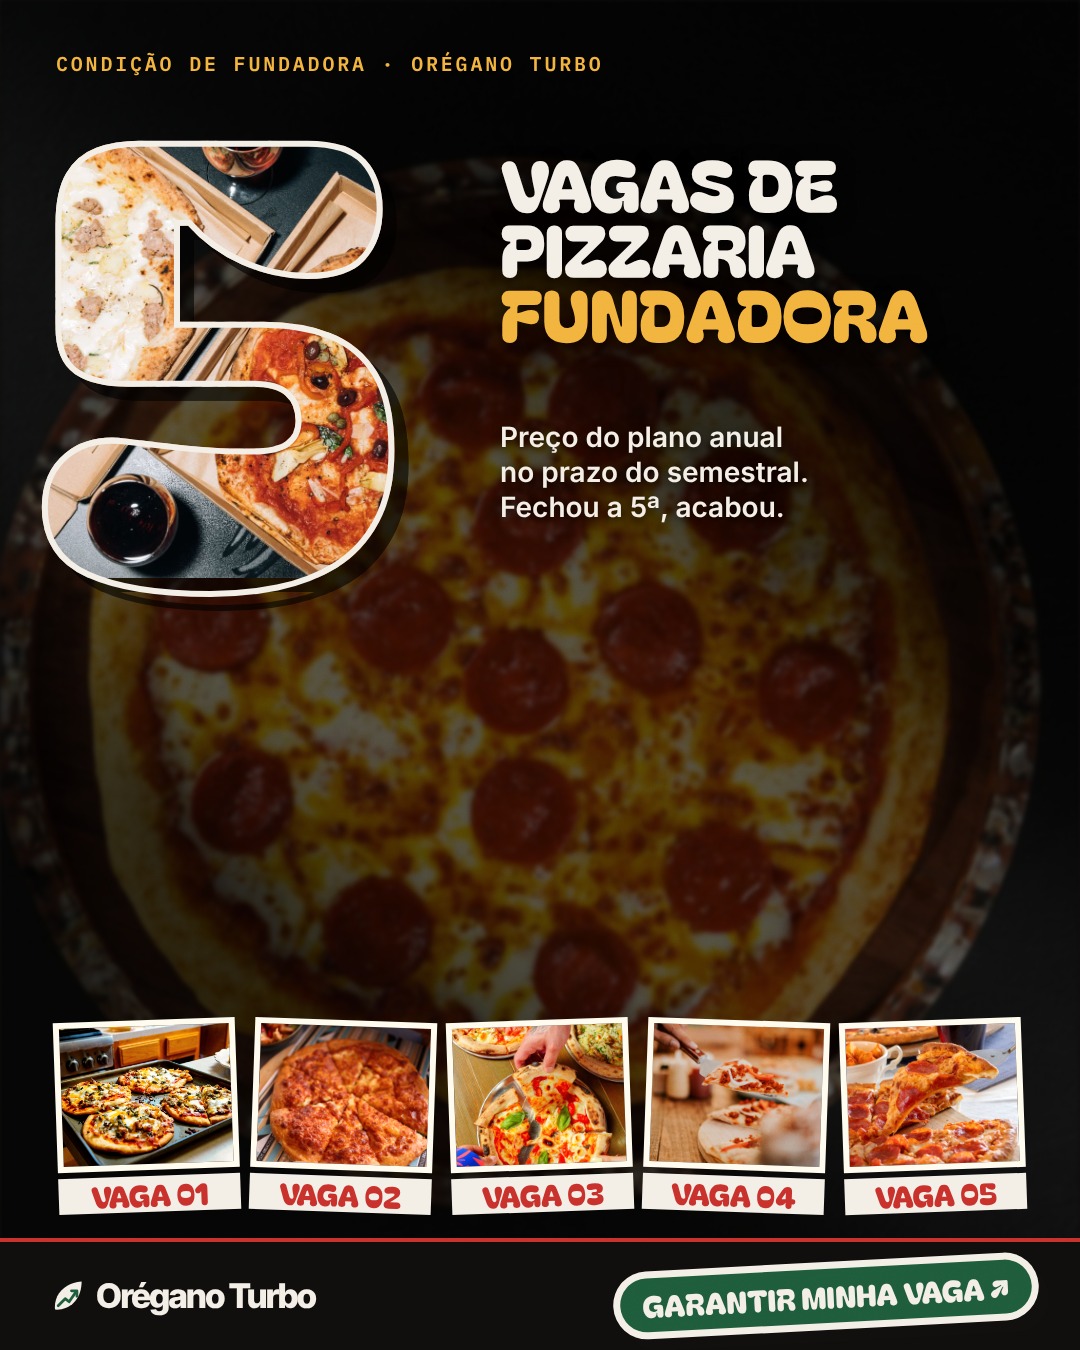 CONDIÇÃO DE FUNDADORA · ORÉGANO TURBO
5
VAGAS DE
PIZZARIA
FUNDADORA
Preço do plano anual
no prazo do semestral.
Fechou a 5ª, acabou.
VAGA 01
VAGA 02
VAGA 03
VAGA 04
VAGA 05
Orégano Turbo
GARANTIR MINHA VAGA ↗